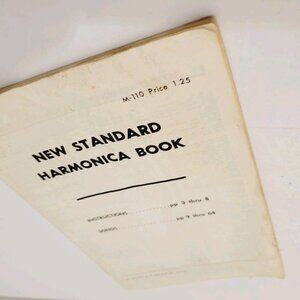 M-110 Price 1.25
NEW STANDARD
HARMONICA BOOK
INSTRUCTIONS ........... pp 3 thru 8
SONGS ........... pp 9 thru 64